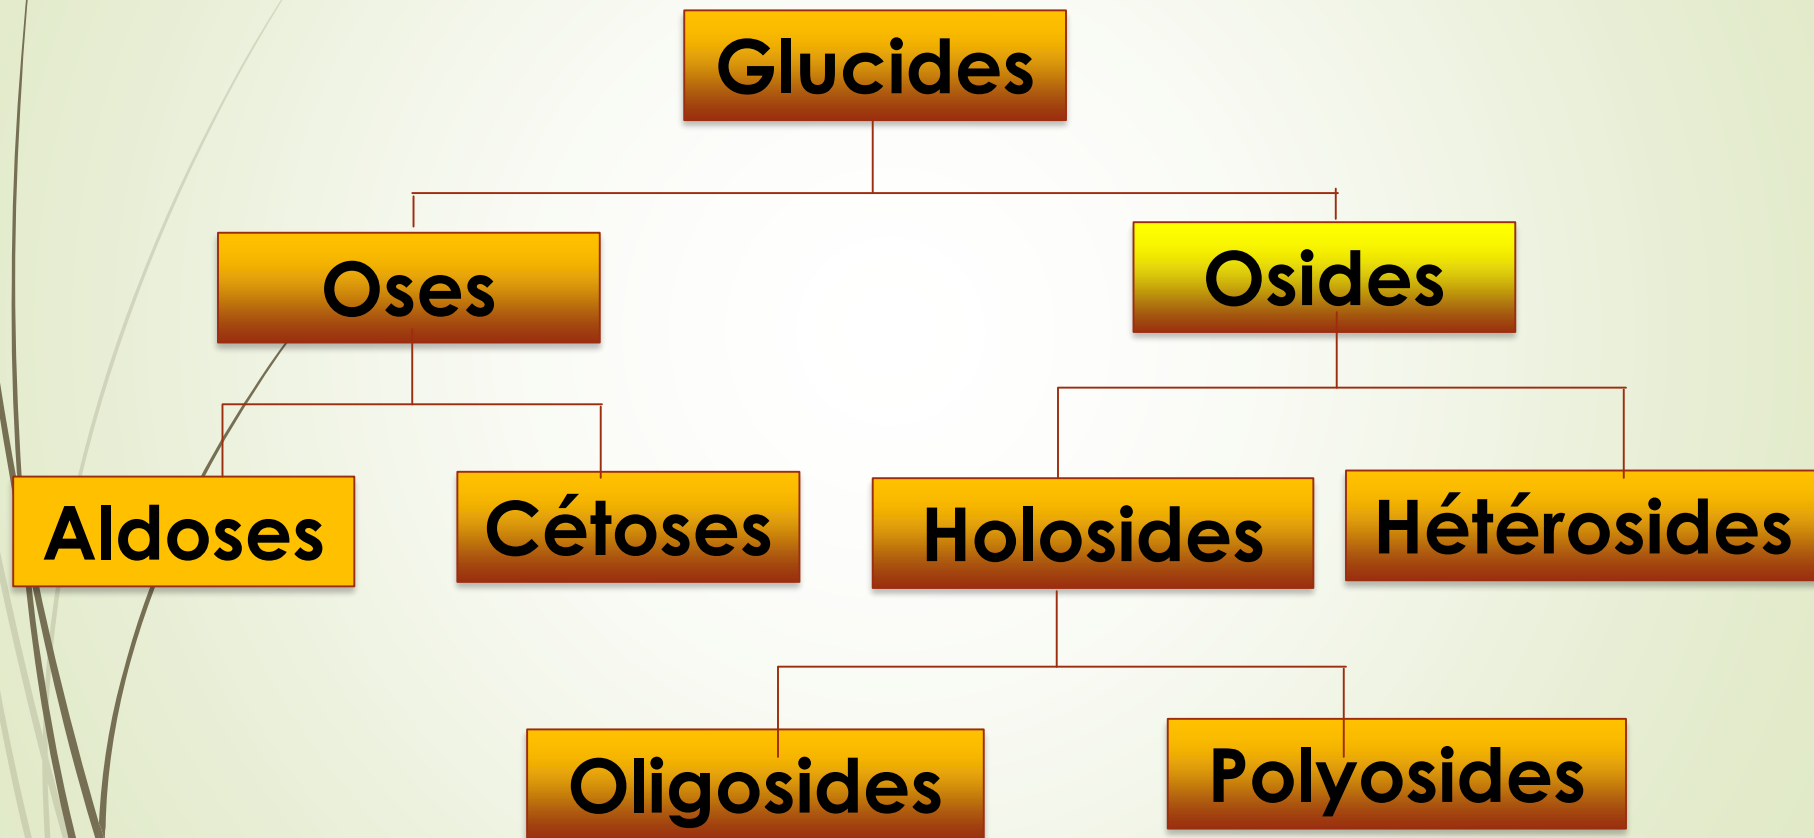 Glucides
Oses
Osides
Aldoses
Cétoses
Holosides
Hétérosides
Oligosides
Polyosides